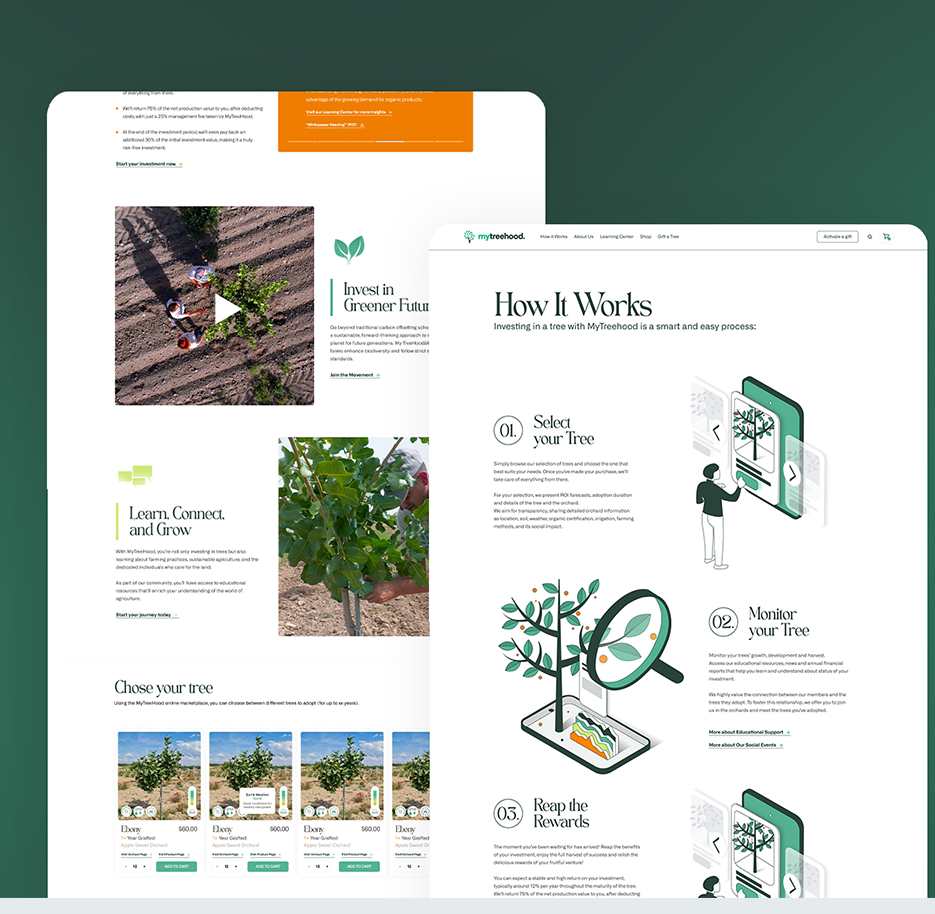 of everything from there.
We'll return 75% of the net production value to you, after deducting
costs, with just a 25% management fee taken by MyTreeHood.
At the end of the investment period, we'll even pay back an
additional 30% of the initial investment value, making it a truly
risk-free investment.
Start your investment now
advantage of the growing demand for organic products.
Visit our Learning Center for more insights
"Whitepaper Heading" (PDF)
Invest in
Greener Futur
Go beyond traditional carbon offsetting sche
a sustainable, forward-thinking approach to
planet for future generations. My TreeHood
farms enhance biodiversity and follow strict
standards.
Join the Movement
Learn, Connect,
and Grow
With MyTreeHood, you're not only investing in trees but also
learning about farming practices, sustainable agriculture, and the
dedicated individuals who care for the land.
As part of our community, you'll have access to educational
resources that'll enrich your understanding of the world of
agriculture.
Start your journey today
Chose your tree
Using the MyTreeHood online marketplace, you can choose between different trees to adopt (for up to xx years).
Ebony $60.00
1+ Year Grafted
Apple Sweet Orchard
Visit Orchard Page Visit Product Page
- 12 + ADD TO CART
Soil & Weather
Ebony $60.00
1+ Year Grafted
Apple Sweet Orchard
Visit Orchard Page Visit Product Page
- 12 + ADD TO CART
Ebony $60.00
1+ Year Grafted
Apple Sweet Orchard
Visit Orchard Page Visit Product Page
- 12 + ADD TO CART
Ebony
1+ Year Grafted
Apple Sweet Orch
Visit Orchard Page
- 12 +
mytreehood.
How it Works About Us Learning Center Shop Gift a Tree
Activate a gift
How It Works
Investing in a tree with MyTreehood is a smart and easy process:
01.
Select
your Tree
Simply browse our selection of trees and choose the one that
best suits your needs. Once you've made your purchase, we'll
take care of everything from there.
For your selection, we present ROI forecasts, adoption duration
and details of the tree and the orchard.
We aim for transparency, sharing detailed orchard information
as location, soil, weather, organic certification, irrigation, farming
methods, and its social impact.
02.
Monitor
your Tree
Monitor your trees' growth, development and harvest.
Access our educational resources, news and annual financial
reports that help you learn and understand about status of your
investment.
We highly value the connection between our members and the
trees they adopt. To foster this relationship, we offer you to join
us in the orchards and meet the trees you've adopted.
More about Educational Support
More about Our Social Events
03.
Reap the
Rewards
The moment you've been waiting for has arrived! Reap the benefits
of your investment, enjoy the full harvest of success and relish the
delicious rewards of your fruitful venture!
You can expect a stable and high return on your investment,
typically around 12% per year throughout the maturity of the tree.
We'll return 75% of the net production value to you, after deducting